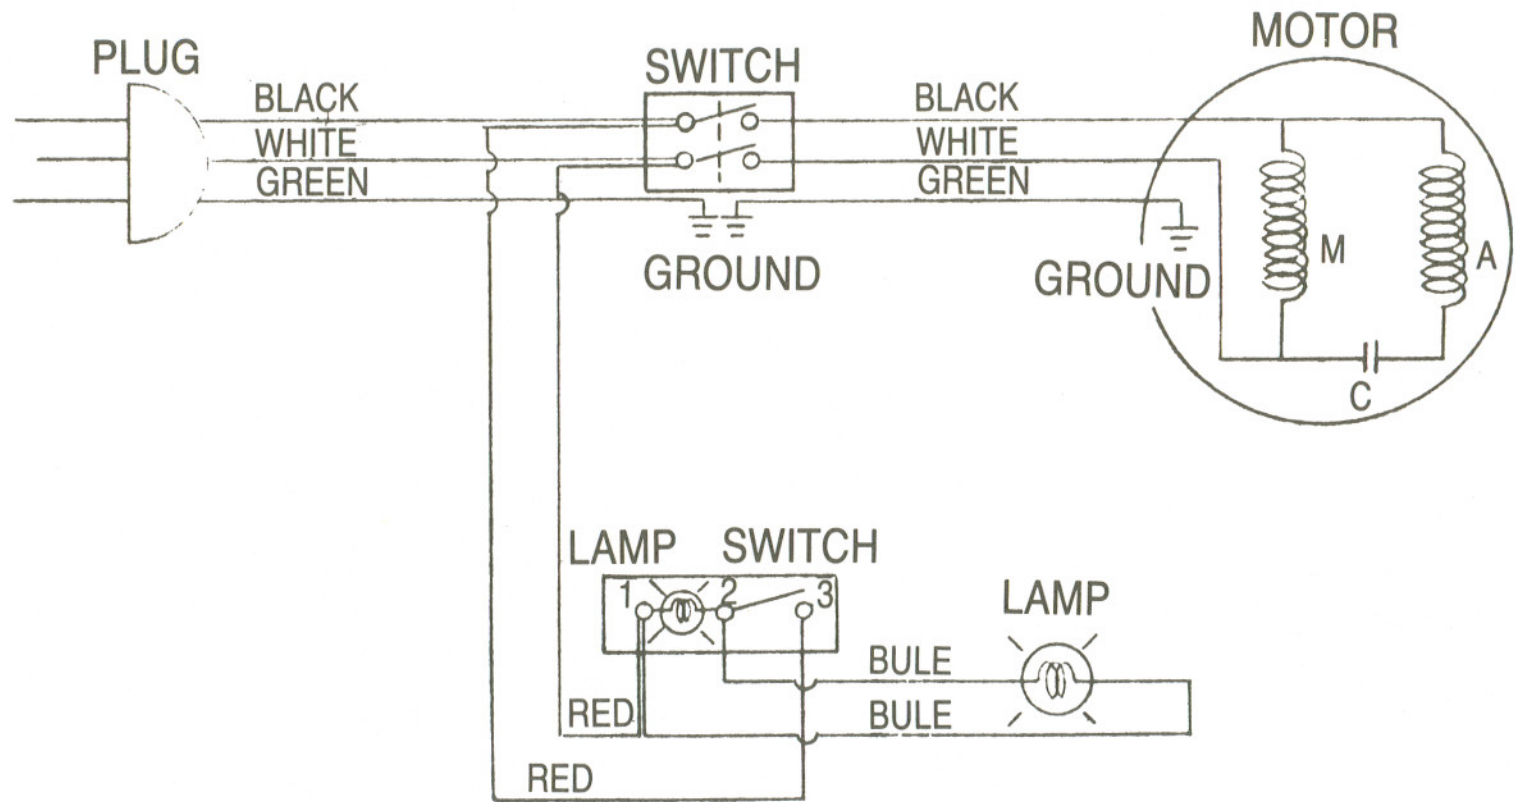 MOTOR
PLUG
SWITCH
BLACK
BLACK
WHITE
WHITE
GREEN
GREEN
GROUND
GROUND
M
A
C
LAMP SWITCH
1 2 3
LAMP
BULE
RED
BULE
RED